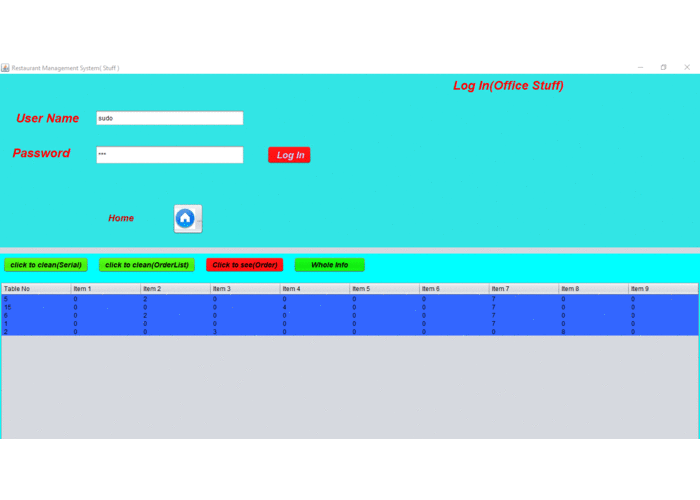 Restaurant Management System( Stuff )
Log In(Office Stuff)
User Name sudo
Password *** Log In
Home
click to clean(Serial) click to clean(OrderList) Click to see(Order) Whole Info
Table No Item 1 Item 2 Item 3 Item 4 Item 5 Item 6 Item 7 Item 8 Item 9
5 0 2 0 0 0 0 7 0 0
15 0 0 0 4 0 0 7 0 0
6 0 2 0 0 0 0 7 0 0
1 0 0 0 0 0 0 7 0 0
2 0 0 3 0 0 0 0 8 0